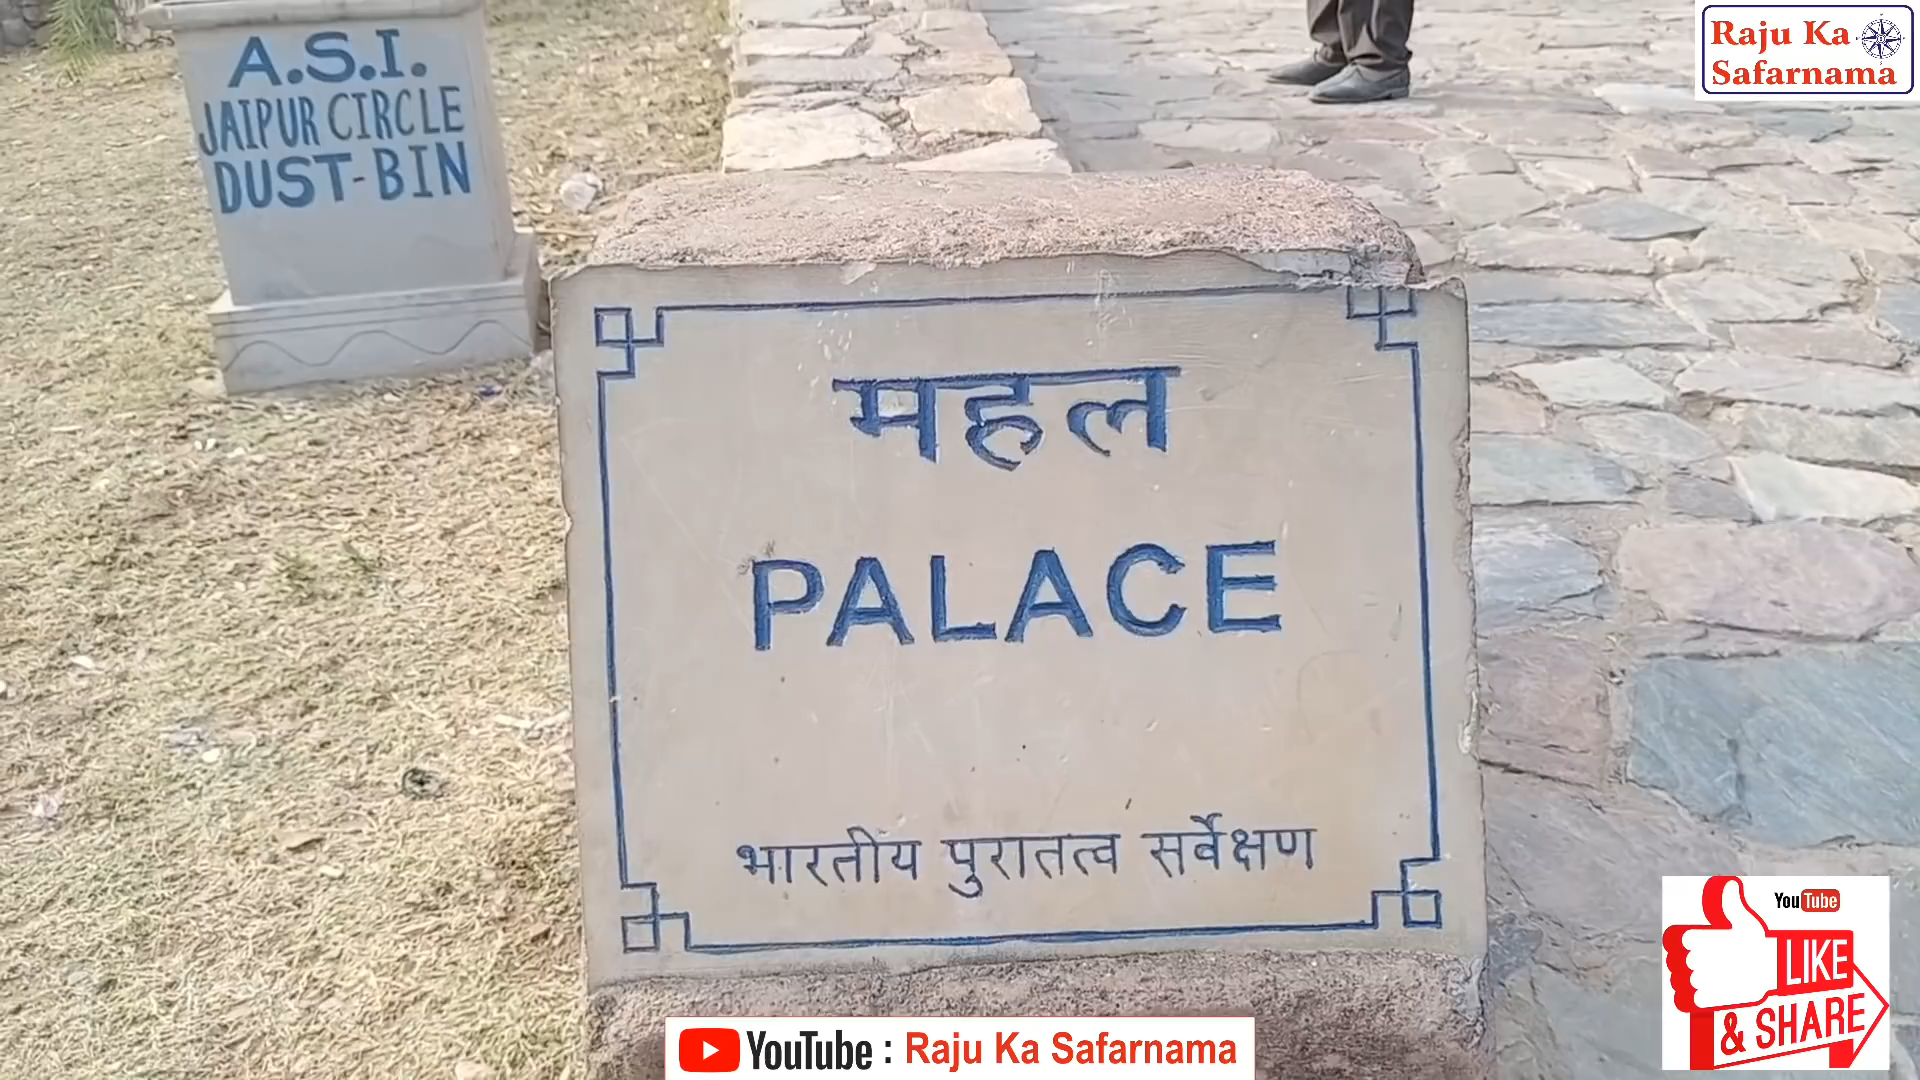 A.S.I.
JAIPUR CIRCLE
DUST-BIN
Raju Ka
Safarnama
महल
PALACE
भारतीय पुरातत्व सर्वेक्षण
YouTube
LIKE
& SHARE
YouTube : Raju Ka Safarnama